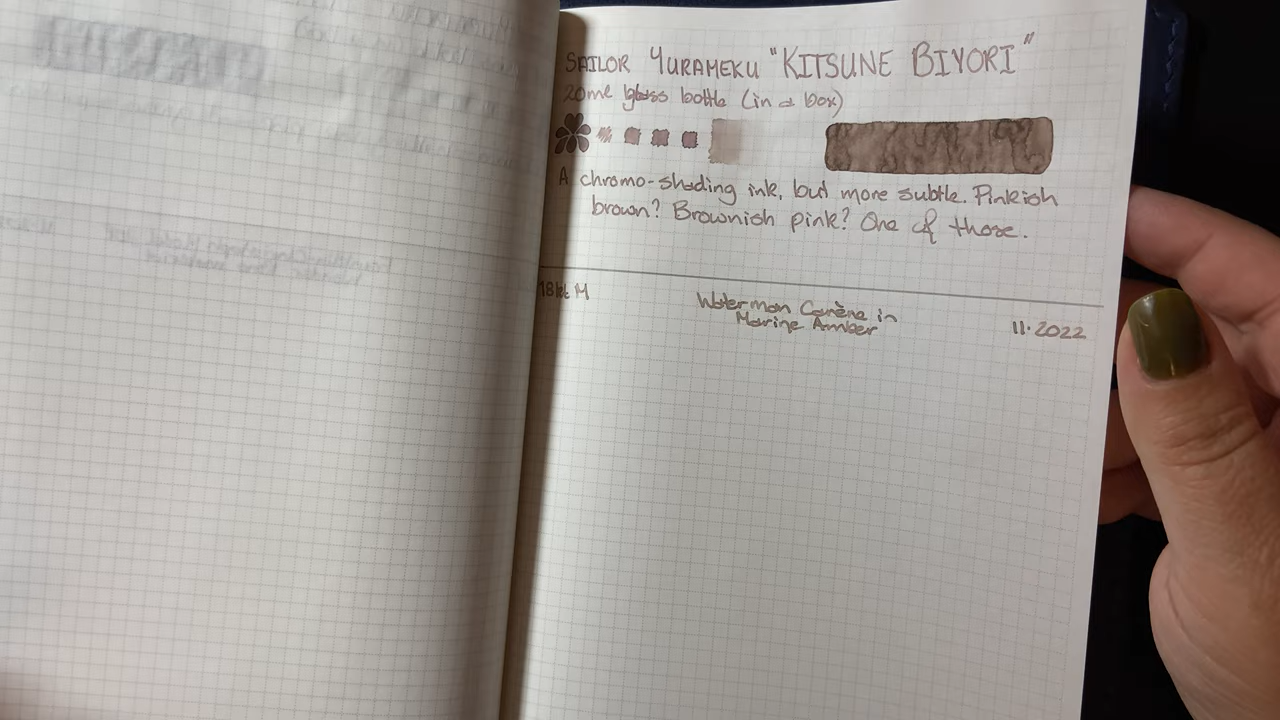 SAILOR YURAMEKU "KITSUNE BIYORI"
20ml glass bottle (in a box)
A chromo-shading ink, but more subtle. Pinkish
brown? Brownish pink? One of those.
18kt M
Waterman Carène in
Marine Amber
11·2022